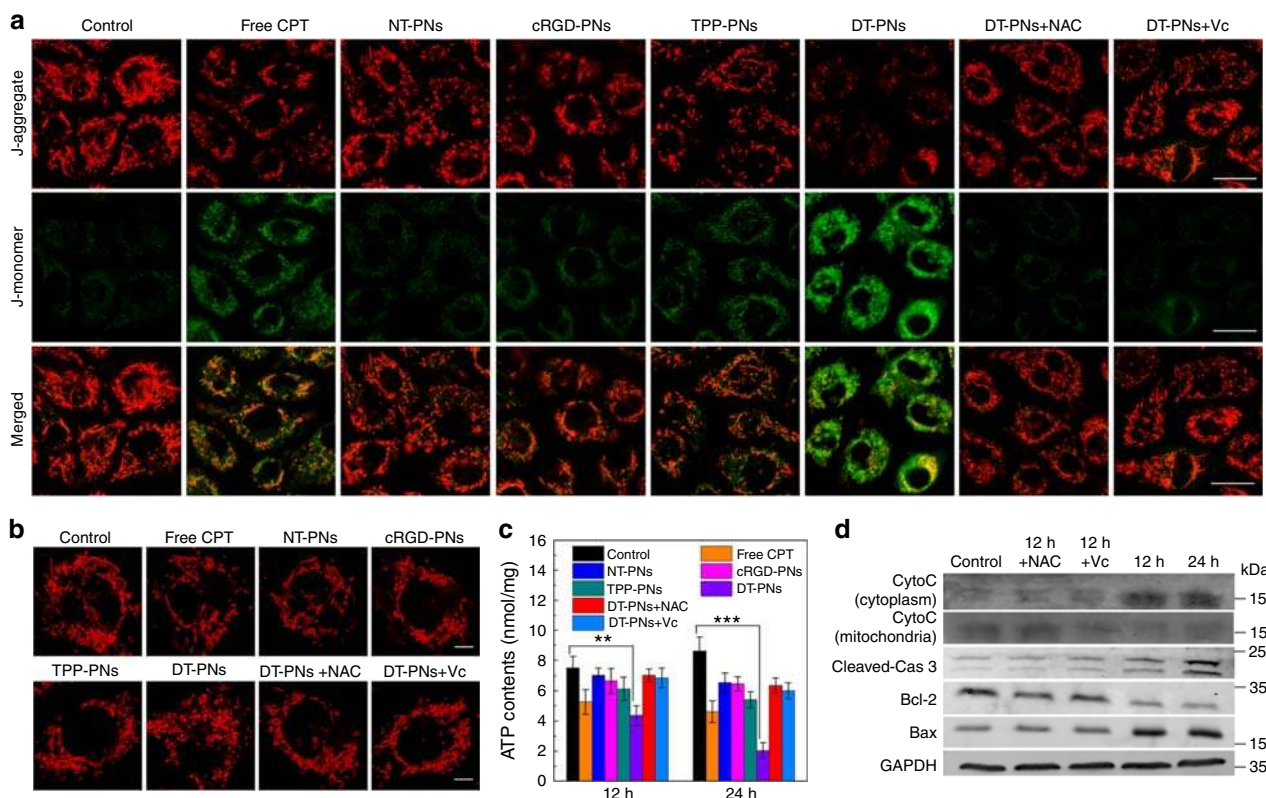 a
Control Free CPT NT-PNs cRGD-PNs TPP-PNs DT-PNs DT-PNs+NAC DT-PNs+Vc
J-aggregate
J-monomer
Merged
b
Control Free CPT NT-PNs cRGD-PNs
TPP-PNs DT-PNs DT-PNs +NAC DT-PNs+Vc
c
ATP contents (nmol/mg)
16
14
12
10
8
6
4
2
0
Control Free CPT
NT-PNs cRGD-PNs
TPP-PNs DT-PNs
DT-PNs+NAC
DT-PNs+Vc
** ***
12 h 24 h
d
Control 12 h +NAC 12 h +Vc 12 h 24 h kDa
CytoC
(cytoplasm) 15
CytoC
(mitochondria) 15
25
Cleaved-Cas 3
35
Bcl-2
Bax
15
GAPDH 35